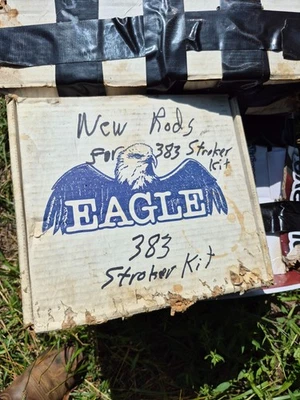 New Rods
for 383 Stroker
kit
EAGLE
383
Stroker Kit